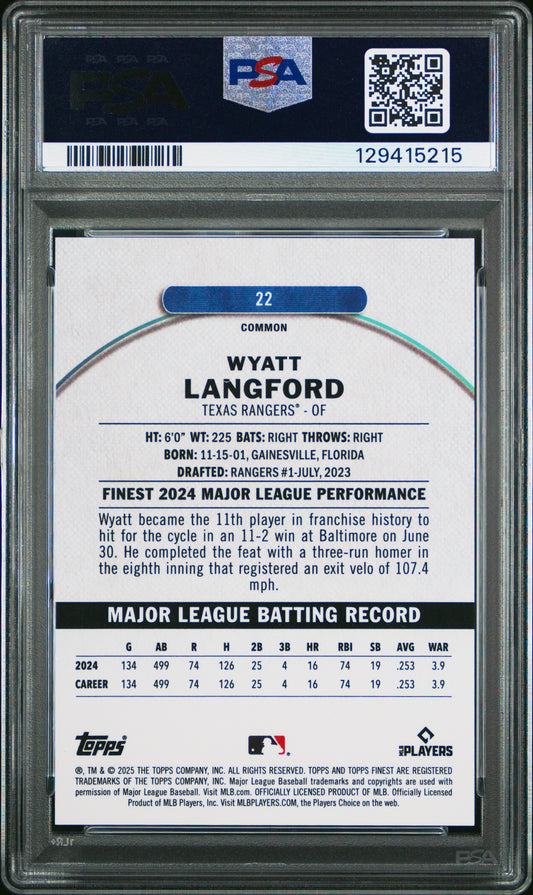 PSA PSA PSA
PSA
PSA PSA PSA
PSA
129415215
22
COMMON
WYATT
LANGFORD
TEXAS RANGERS® - OF
HT: 6'0" WT: 225 BATS: RIGHT THROWS: RIGHT
BORN: 11-15-01, GAINESVILLE, FLORIDA
DRAFTED: RANGERS #1-JULY, 2023
FINEST 2024 MAJOR LEAGUE PERFORMANCE
Wyatt became the 11th player in franchise history to
hit for the cycle in an 11-2 win at Baltimore on June
30. He completed the feat with a three-run homer in
the eighth inning that registered an exit velo of 107.4
mph.
MAJOR LEAGUE BATTING RECORD
G AB R H 2B 3B HR RBI SB AVG WAR
2024 134 499 74 126 25 4 16 74 19 .253 3.9
CAREER 134 499 74 126 25 4 16 74 19 .253 3.9
Topps
MLB PLAYERS
®, TM & © 2025 THE TOPPS COMPANY, INC. ALL RIGHTS RESERVED. TOPPS AND TOPPS FINEST ARE REGISTERED
TRADEMARKS OF THE TOPPS COMPANY, INC. Major League Baseball trademarks and copyrights are used with
permission of Major League Baseball. Visit MLB.com. OFFICIALLY LICENSED PRODUCT OF MLB. Officially Licensed
Product of MLB Players, Inc. Visit MLBPLAYERS.com, the Players Choice on the web.
PSA